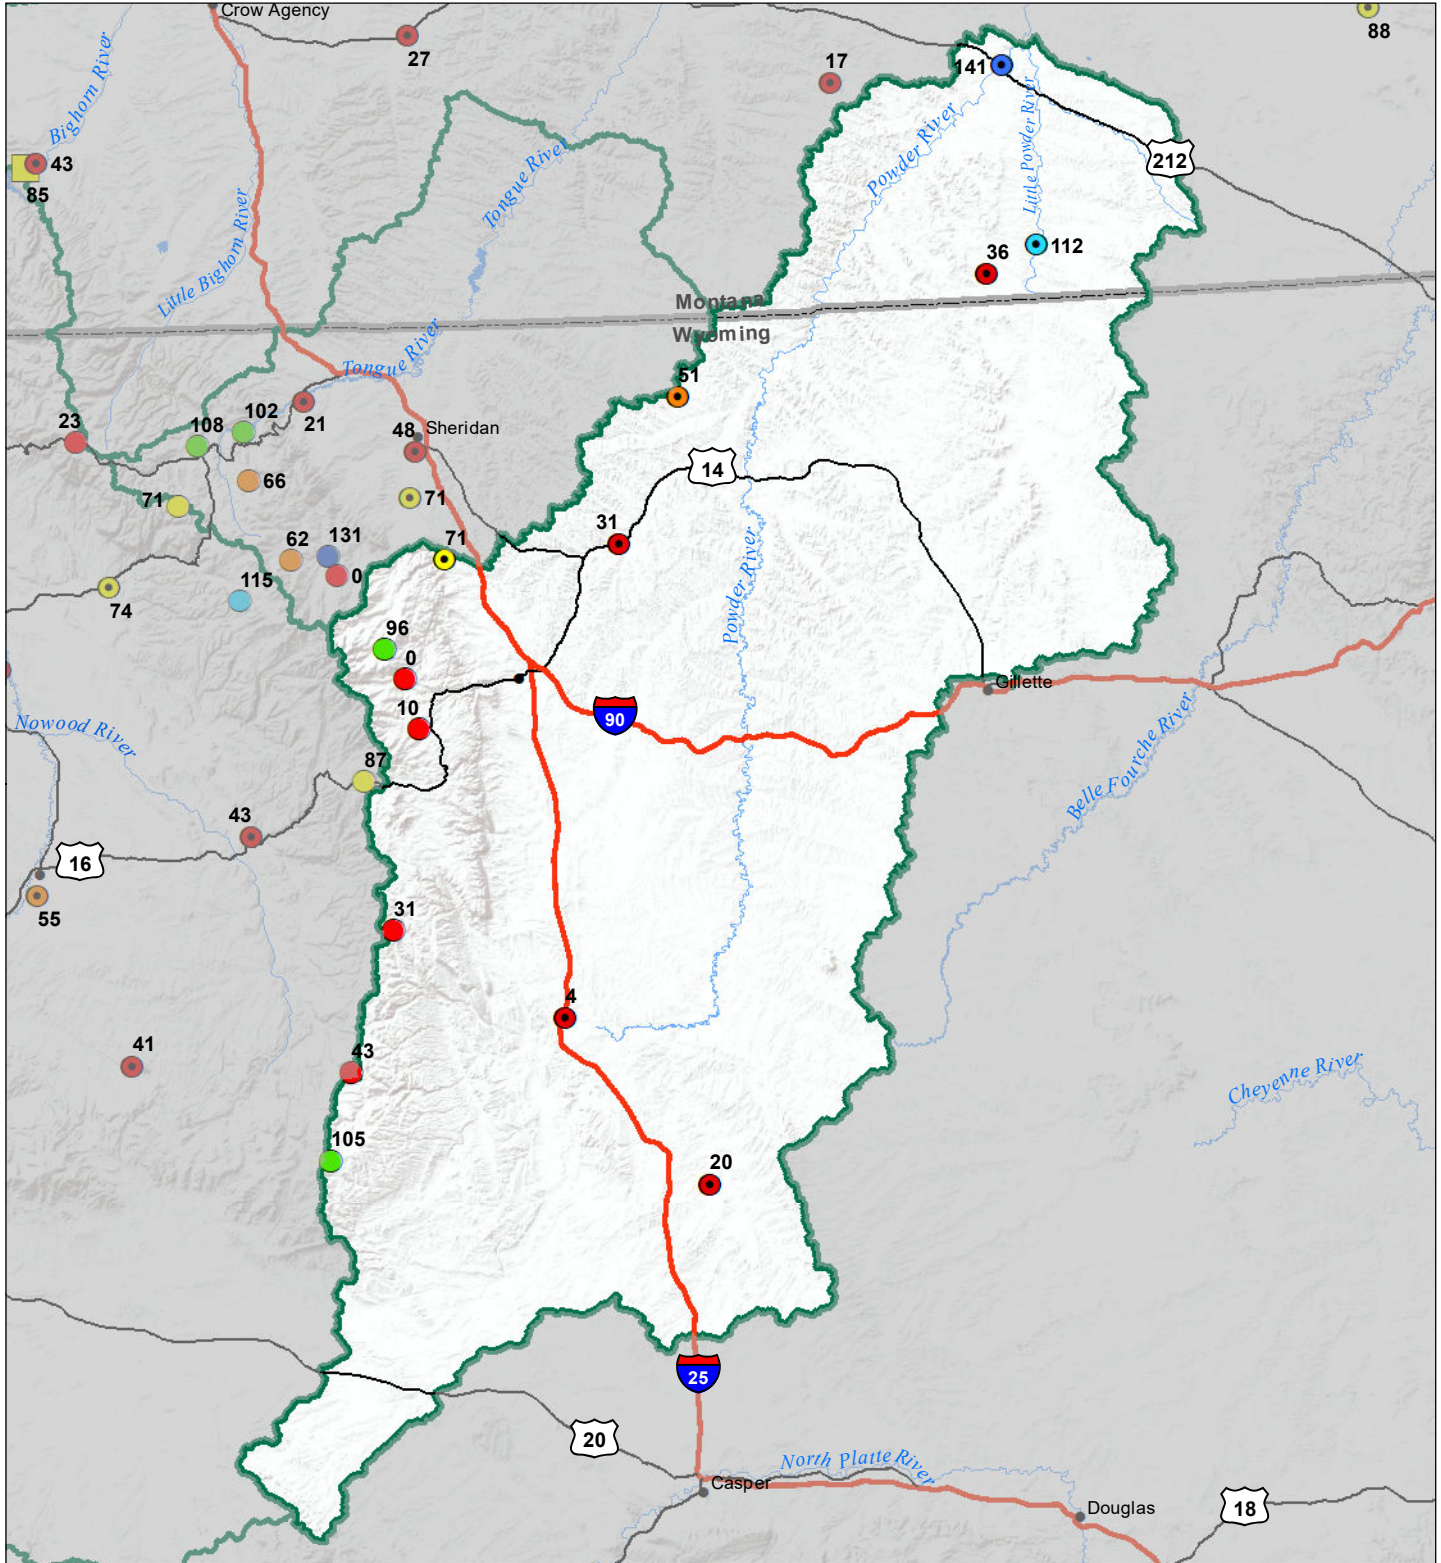 Crow Agency
88
27
17
141
Bighorn River
Powder River
Little Powder River
43
85
212
Tongue River
Little Bighorn River
112
36
Montana
Wyoming
Tongue River
51
23
108
102
21
48
Sheridan
14
66
71
71
31
71
62
131
0
115
74
Powder River
96
0
Gillette
10
90
Nowood River
87
Belle Fourche River
43
16
55
31
4
41
43
Cheyenne River
105
20
25
20
North Platte River
Casper
Douglas
18